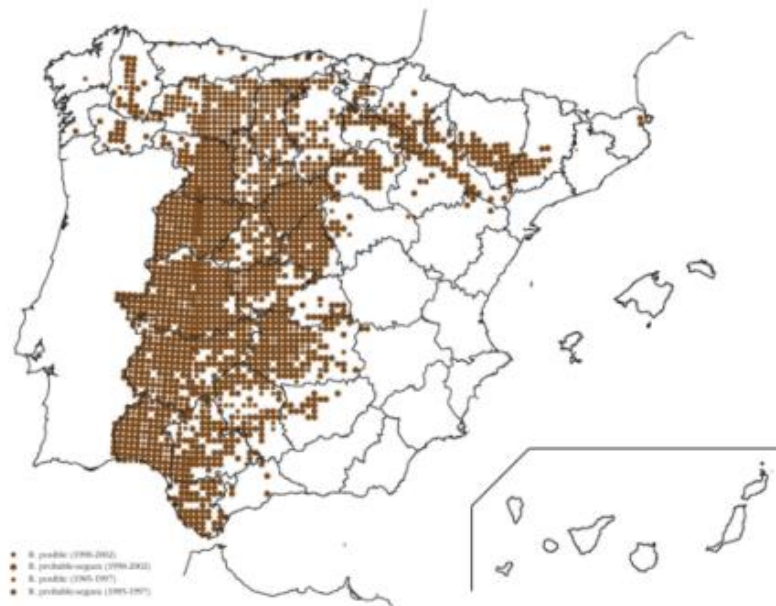 R. posible (1998-2002)
R. probable-segura (1998-2002)
R. posible (1985-1997)
R. probable-segura (1985-1997)